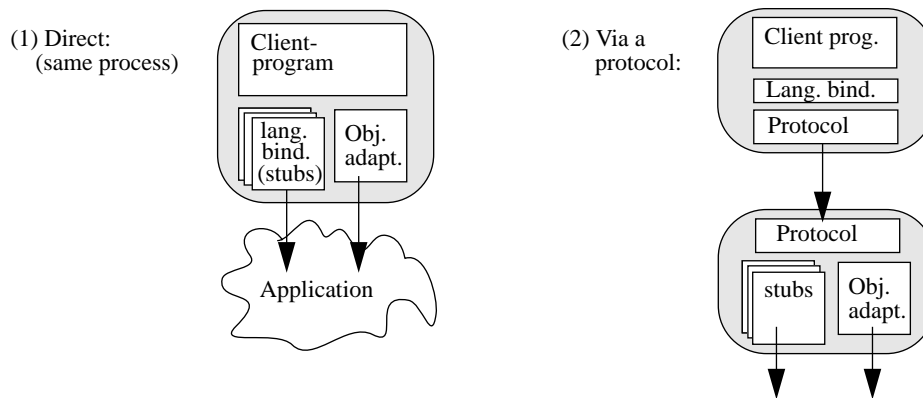 (1) Direct:
(same process)
Client-
program
lang.
bind.
(stubs)
Obj.
adapt.
Application
(2) Via a
protocol:
Client prog.
Lang. bind.
Protocol
Protocol
stubs
Obj.
adapt.